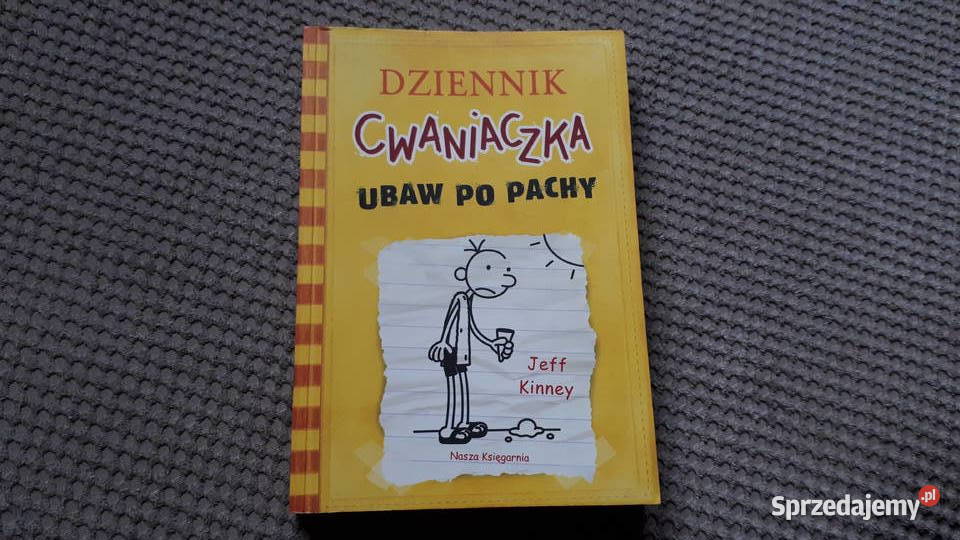 DZIENNIK
CWANIACZKA
UBAW PO PACHY
Jeff
Kinney
Nasza Księgarnia
Sprzedajemy.pl